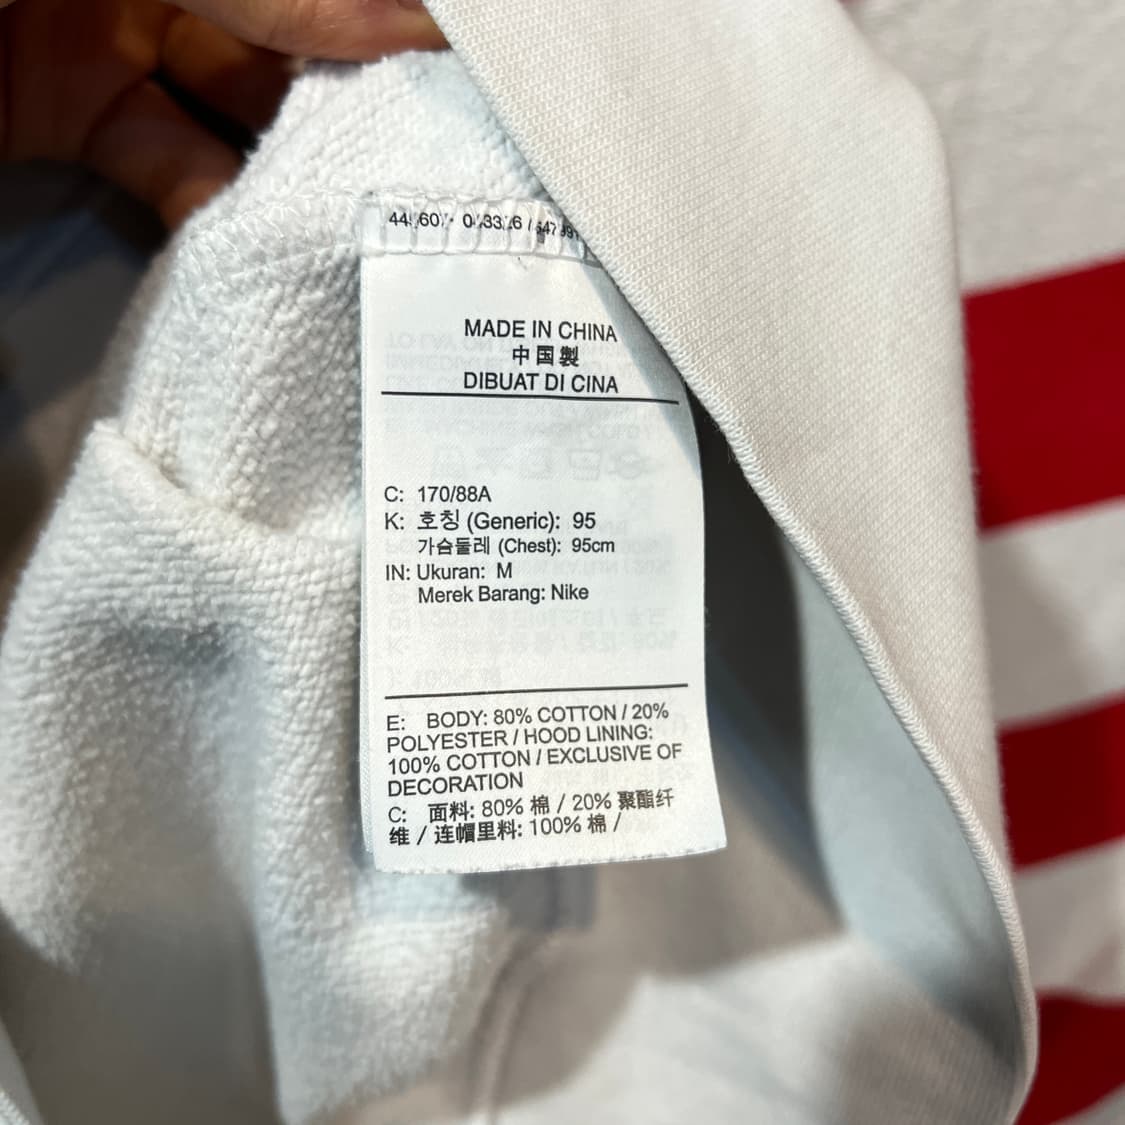 MADE IN CHINA
中国製
DIBUAT DI CINA
C: 170/88A
K: 호칭 (Generic): 95
가슴둘레 (Chest): 95cm
IN: Ukuran: M
Merek Barang: Nike
E: BODY: 80% COTTON / 20%
POLYESTER / HOOD LINING:
100% COTTON / EXCLUSIVE OF
DECORATION
C: 面料: 80% 棉 / 20% 聚酯纤
维 / 连帽里料: 100% 棉 /